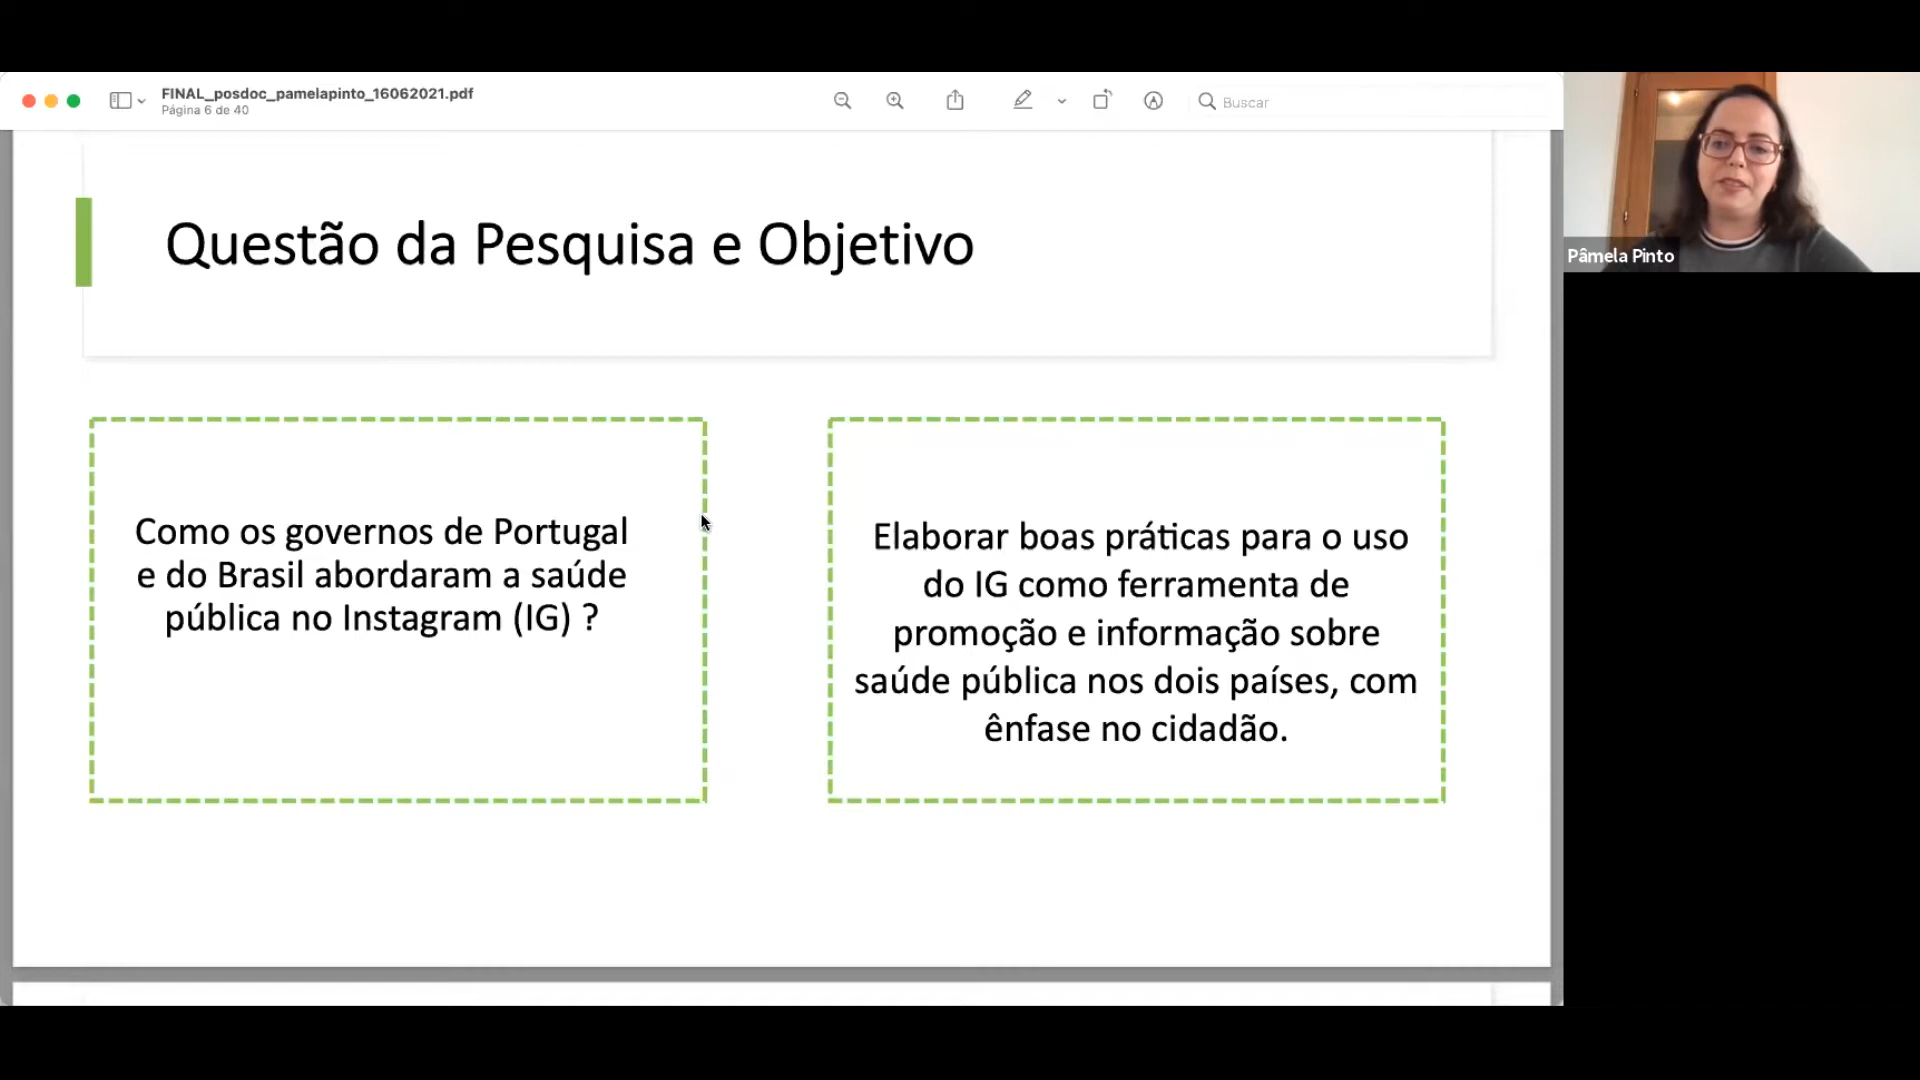 FINAL_posdoc_pamelapinto_16062021.pdf
Página 6 de 40
Buscar
Pâmela Pinto
Questão da Pesquisa e Objetivo
Como os governos de Portugal
e do Brasil abordaram a saúde
pública no Instagram (IG) ?
Elaborar boas práticas para o uso
do IG como ferramenta de
promoção e informação sobre
saúde pública nos dois países, com
ênfase no cidadão.